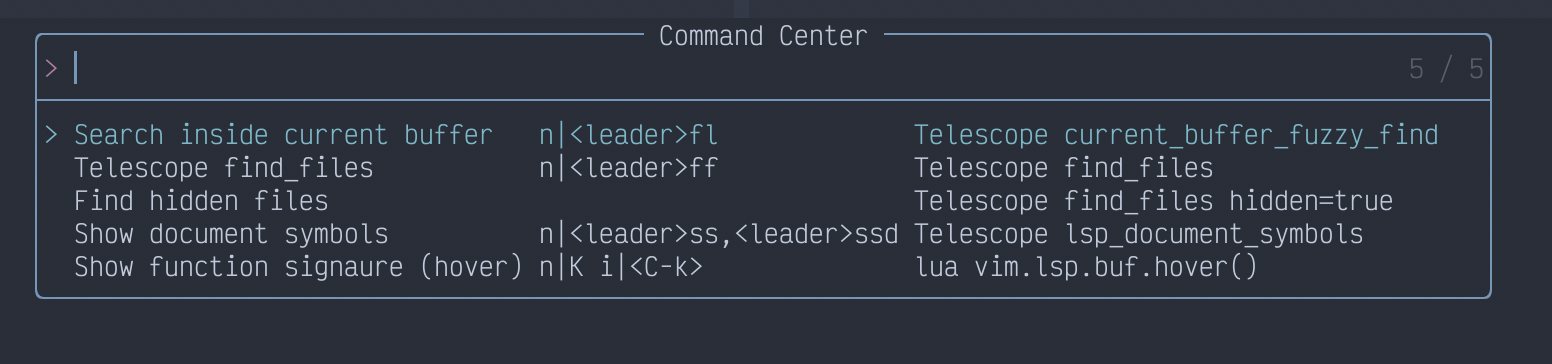 Command Center
> 5 / 5
> Search inside current buffer n|<leader>fl Telescope current_buffer_fuzzy_find
Telescope find_files n|<leader>ff Telescope find_files
Find hidden files Telescope find_files hidden=true
Show document symbols n|<leader>ss,<leader>ssd Telescope lsp_document_symbols
Show function signaure (hover) n|K i|<C-k> lua vim.lsp.buf.hover()